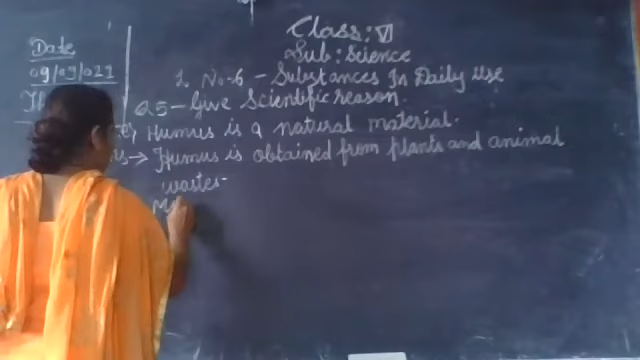 Class: VI
Date
Sub: Science
09/09/021
L. No-6 - Substances In Daily Use
Q5 - Give Scientific reason.
Humus is a natural material.
→ Humus is obtained from plants and animal
wastes-